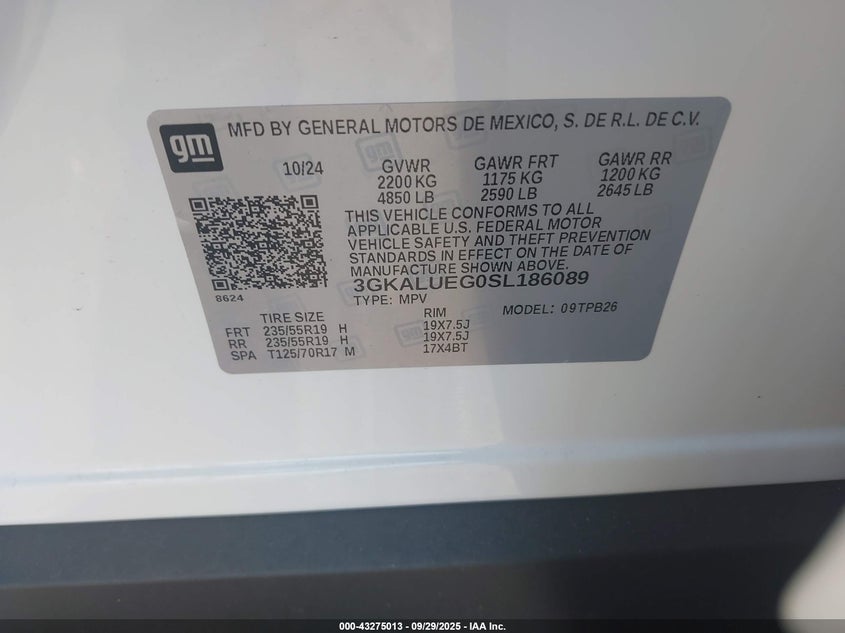 gm
MFD BY GENERAL MOTORS DE MEXICO, S. DE R.L. DE C.V.
10/24 GVWR GAWR FRT GAWR RR
2200 KG 1175 KG 1200 KG
4850 LB 2590 LB 2645 LB
THIS VEHICLE CONFORMS TO ALL
APPLICABLE U.S. FEDERAL MOTOR
VEHICLE SAFETY AND THEFT PREVENTION
STANDARDS IN EFFECT ON THE DATE OF
MANUFACTURE SHOWN ABOVE.
8624
3GKALUEG0SL186089
TYPE: MPV MODEL: 09TPB26
TIRE SIZE RIM
FRT 235/55R19 H 19X7.5J
RR 235/55R19 H 19X7.5J
SPA T125/70R17 M 17X4BT
000-43275013 - 09/29/2025 - IAA Inc.